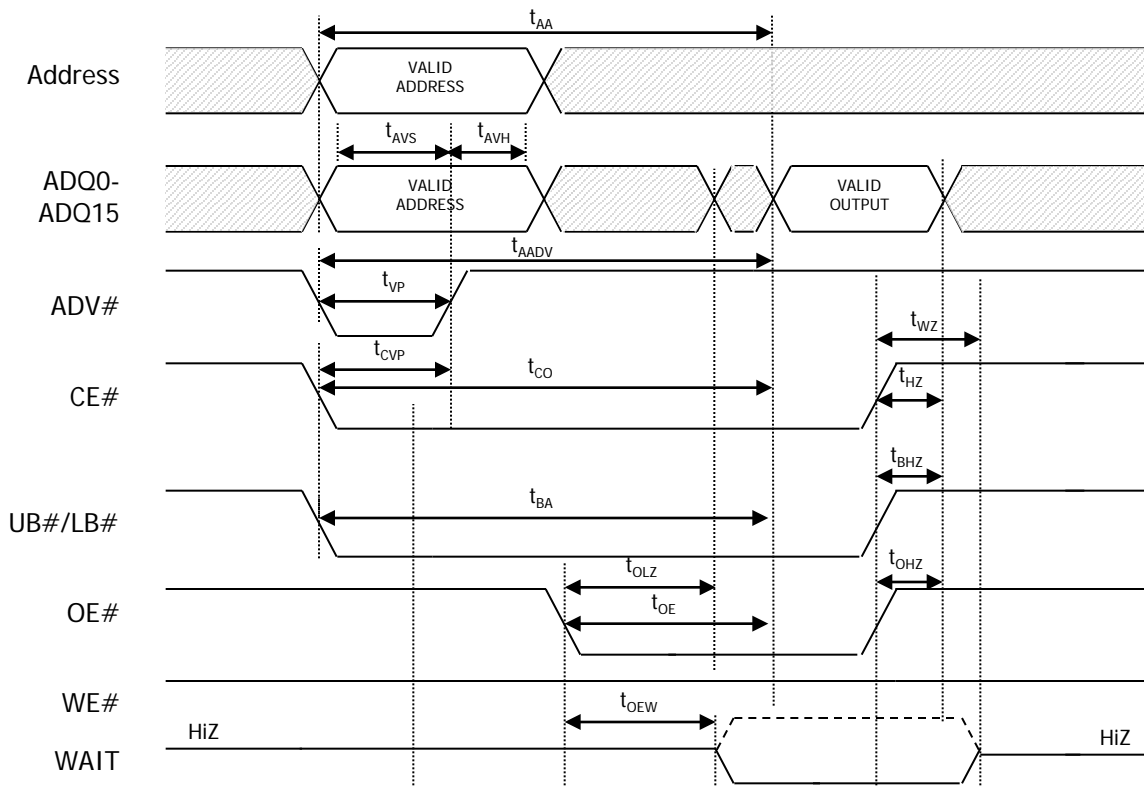 tAA
Address
VALID
ADDRESS
tAVS
tAVH
ADQ0-
ADQ15
VALID
ADDRESS
VALID
OUTPUT
tAADV
ADV#
tVP
tWZ
tCVP
tCO
CE#
tHZ
tBHZ
UB#/LB#
tBA
tOLZ
tOHZ
OE#
tOE
WE#
tOEW
HiZ
HiZ
WAIT